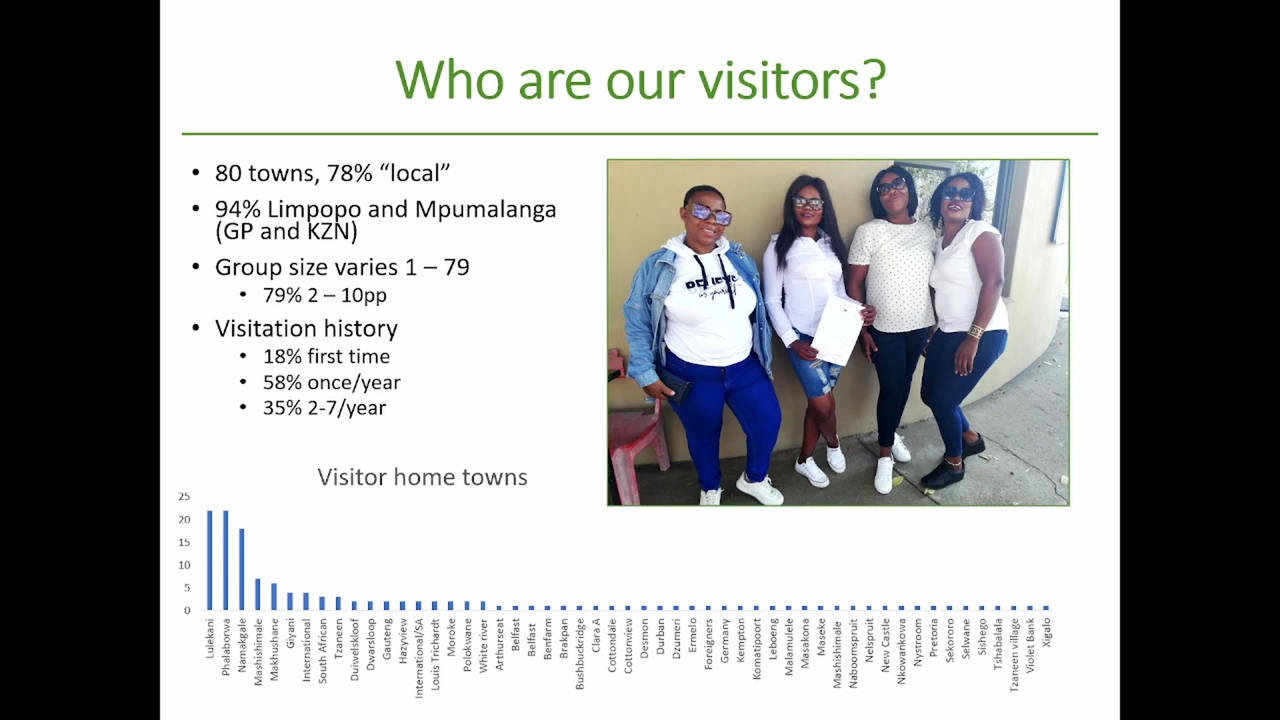 Who are our visitors?
• 80 towns, 78% “local”
• 94% Limpopo and Mpumalanga
(GP and KZN)
• Group size varies 1 – 79
• 79% 2 – 10pp
• Visitation history
• 18% first time
• 58% once/year
• 35% 2-7/year
Visitor home towns
25
20
15
10
5
0
Lulekani
Phalaborwa
Namakgale
Mashishimale
Makhushane
Giyani
International
South African
Tzaneen
Duiwelskloof
Dwarsloop
Gauteng
Hazyview
International/SA
Louis Trichardt
Moroke
Polokwane
White river
Arthurseat
Belfast
Belfast
Benfarm
Brakpan
Bushbuckridge
Clara A
Cottondale
Cottonview
Desmon
Durban
Dzumeri
Ermelo
Foreigners
Germany
Kempton
Komatipoort
Leboeng
Malamulele
Masakona
Maseke
Mashishimale
Naboomspruit
Nelspruit
New Castle
Nkowankowa
Nystroom
Pretoria
Sekororo
Selwane
Sishego
Tshabalala
Tzaneen village
Violet Bank
Xigalo